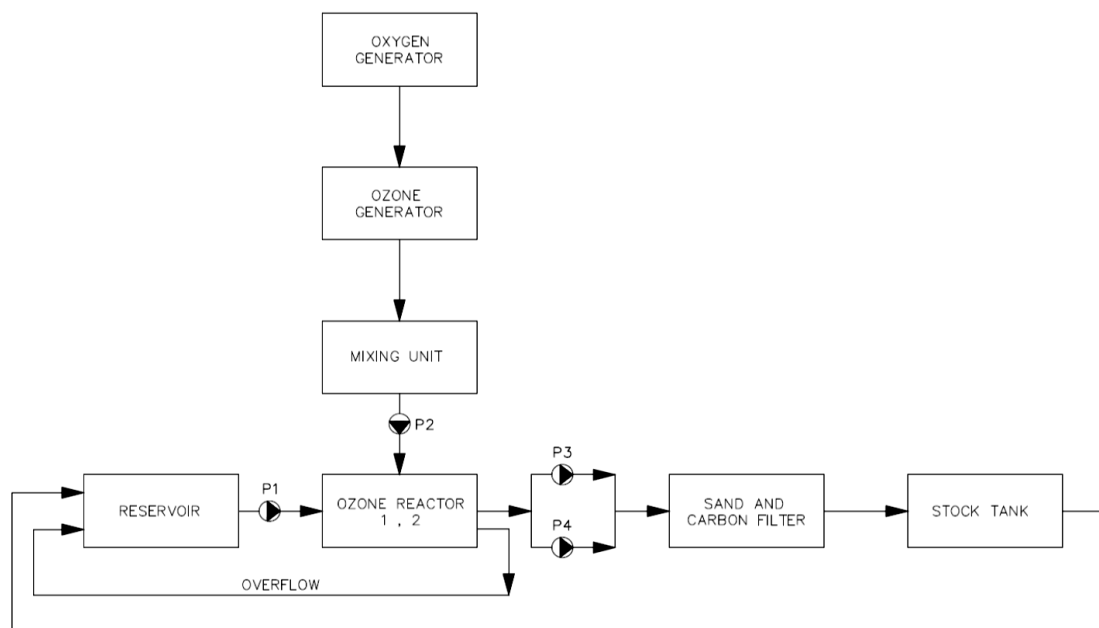 OXYGEN
GENERATOR
OZONE
GENERATOR
MIXING UNIT
P2
P3
P1
RESERVOIR
OZONE REACTOR
1 , 2
P4
SAND AND
CARBON FILTER
STOCK TANK
OVERFLOW